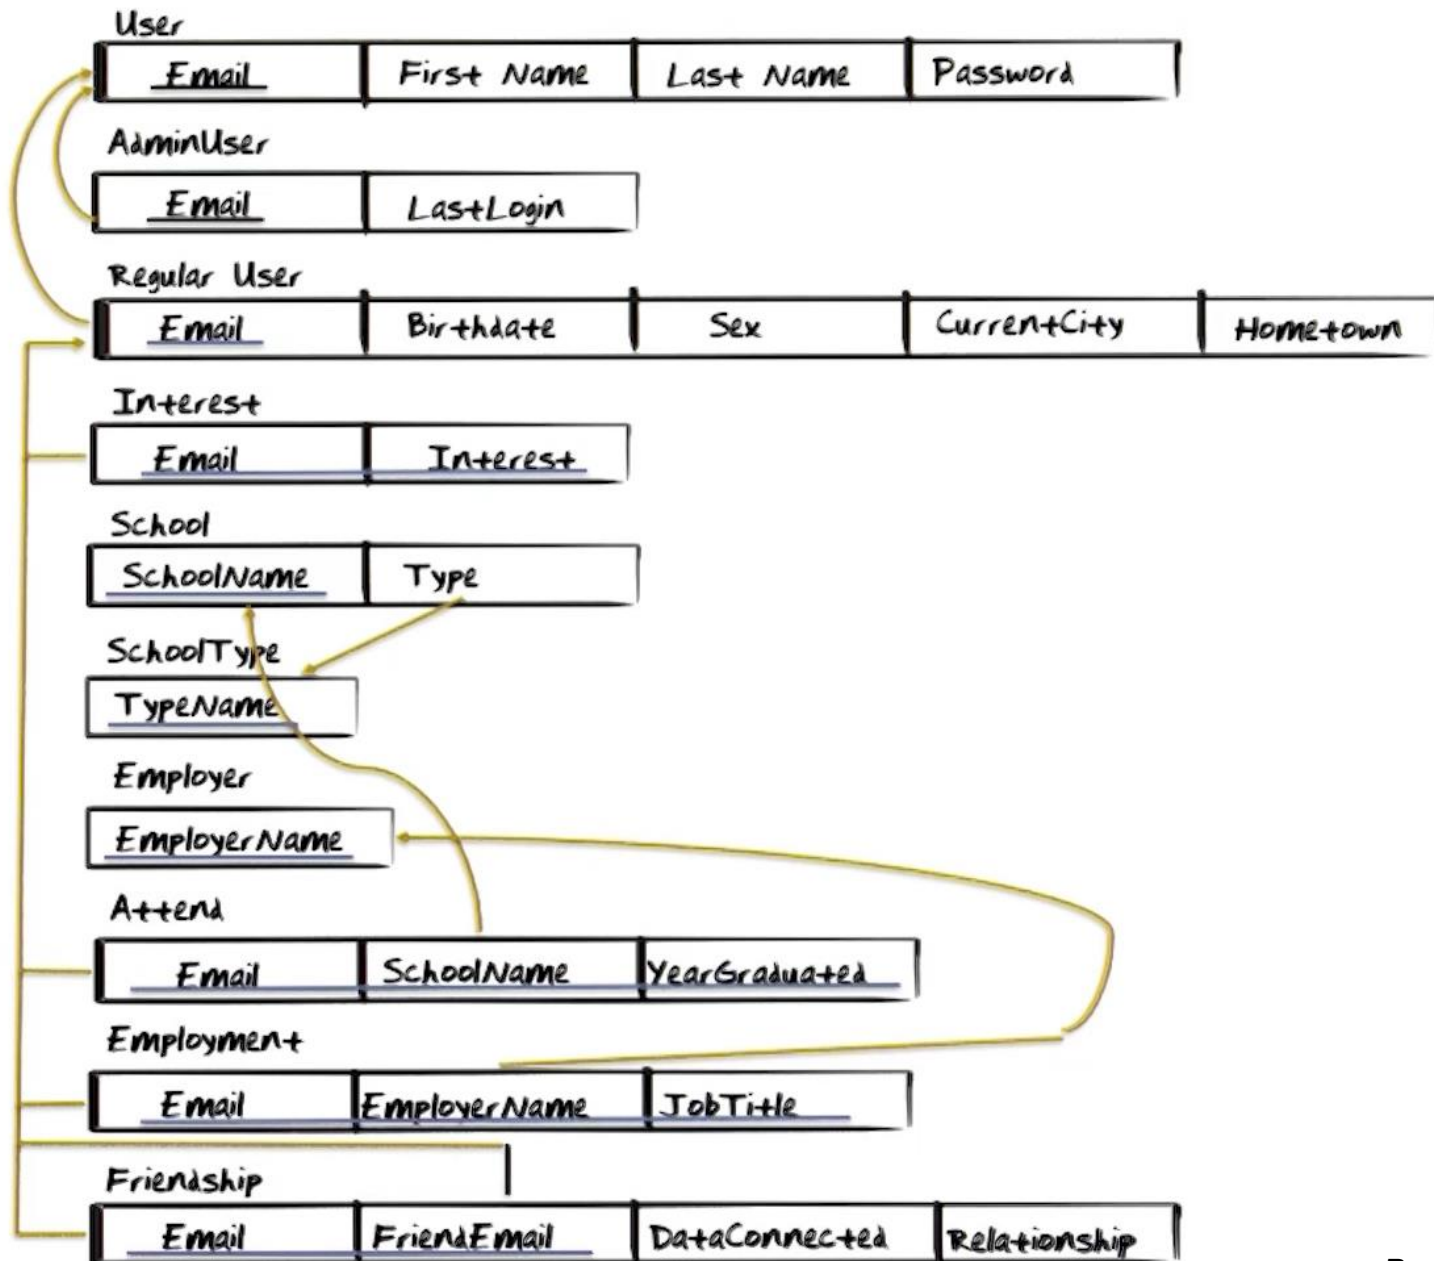 User
Email First Name Last Name Password
AdminUser
Email LastLogin
Regular User
Email Birthdate Sex CurrentCity Hometown
Interest
Email Interest
School
SchoolName Type
SchoolType
TypeName
Employer
EmployerName
Attend
Email SchoolName YearGraduated
Employment
Email EmployerName JobTitle
Friendship
Email FriendEmail DataConnected Relationship